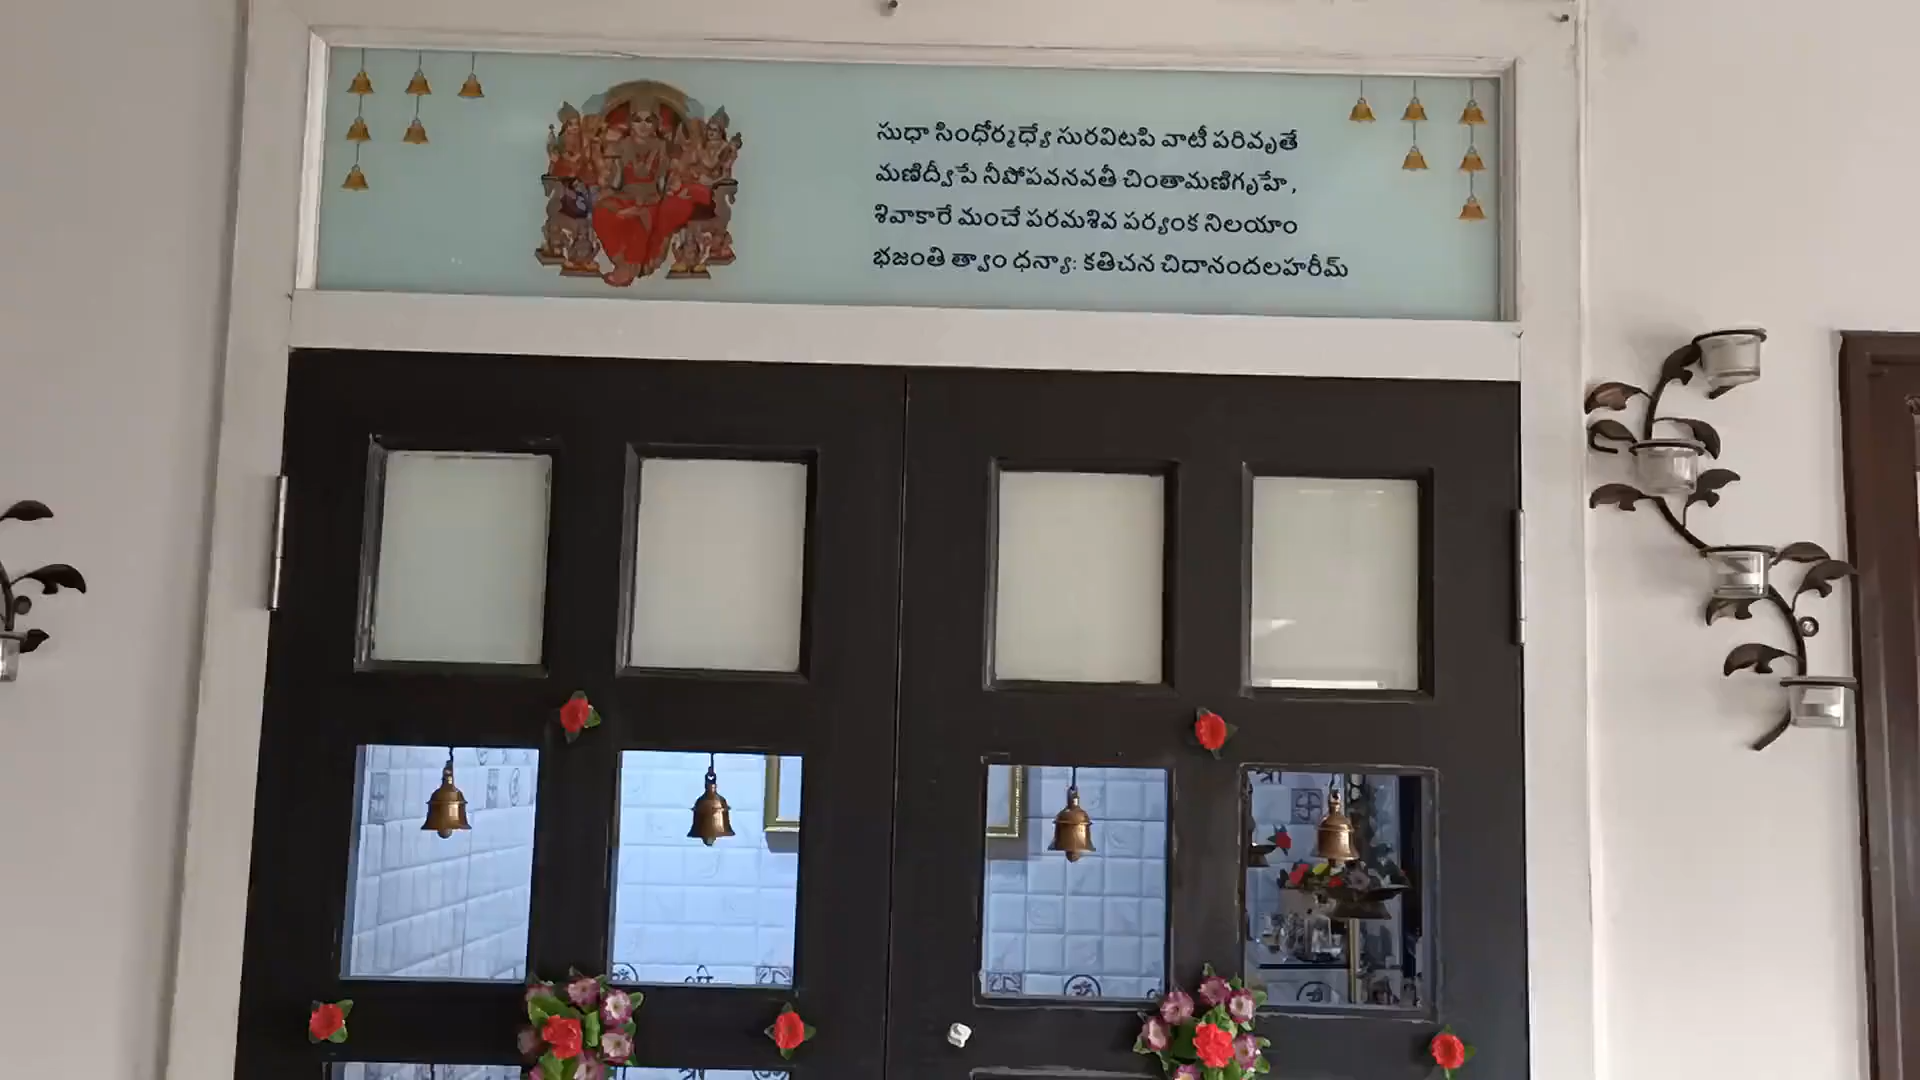 సుధా సింధోర్మధ్యే సురవిటపి వాటీ పరివృతే
మణిద్వీపే నీపోపవనవతీ చింతామణిగృహే,
శివాకారే మంచే పరమశివ పర్యంక నిలయాం
భజంతి త్వాం ధన్యా: కతిచన చిదానందలహరీమ్